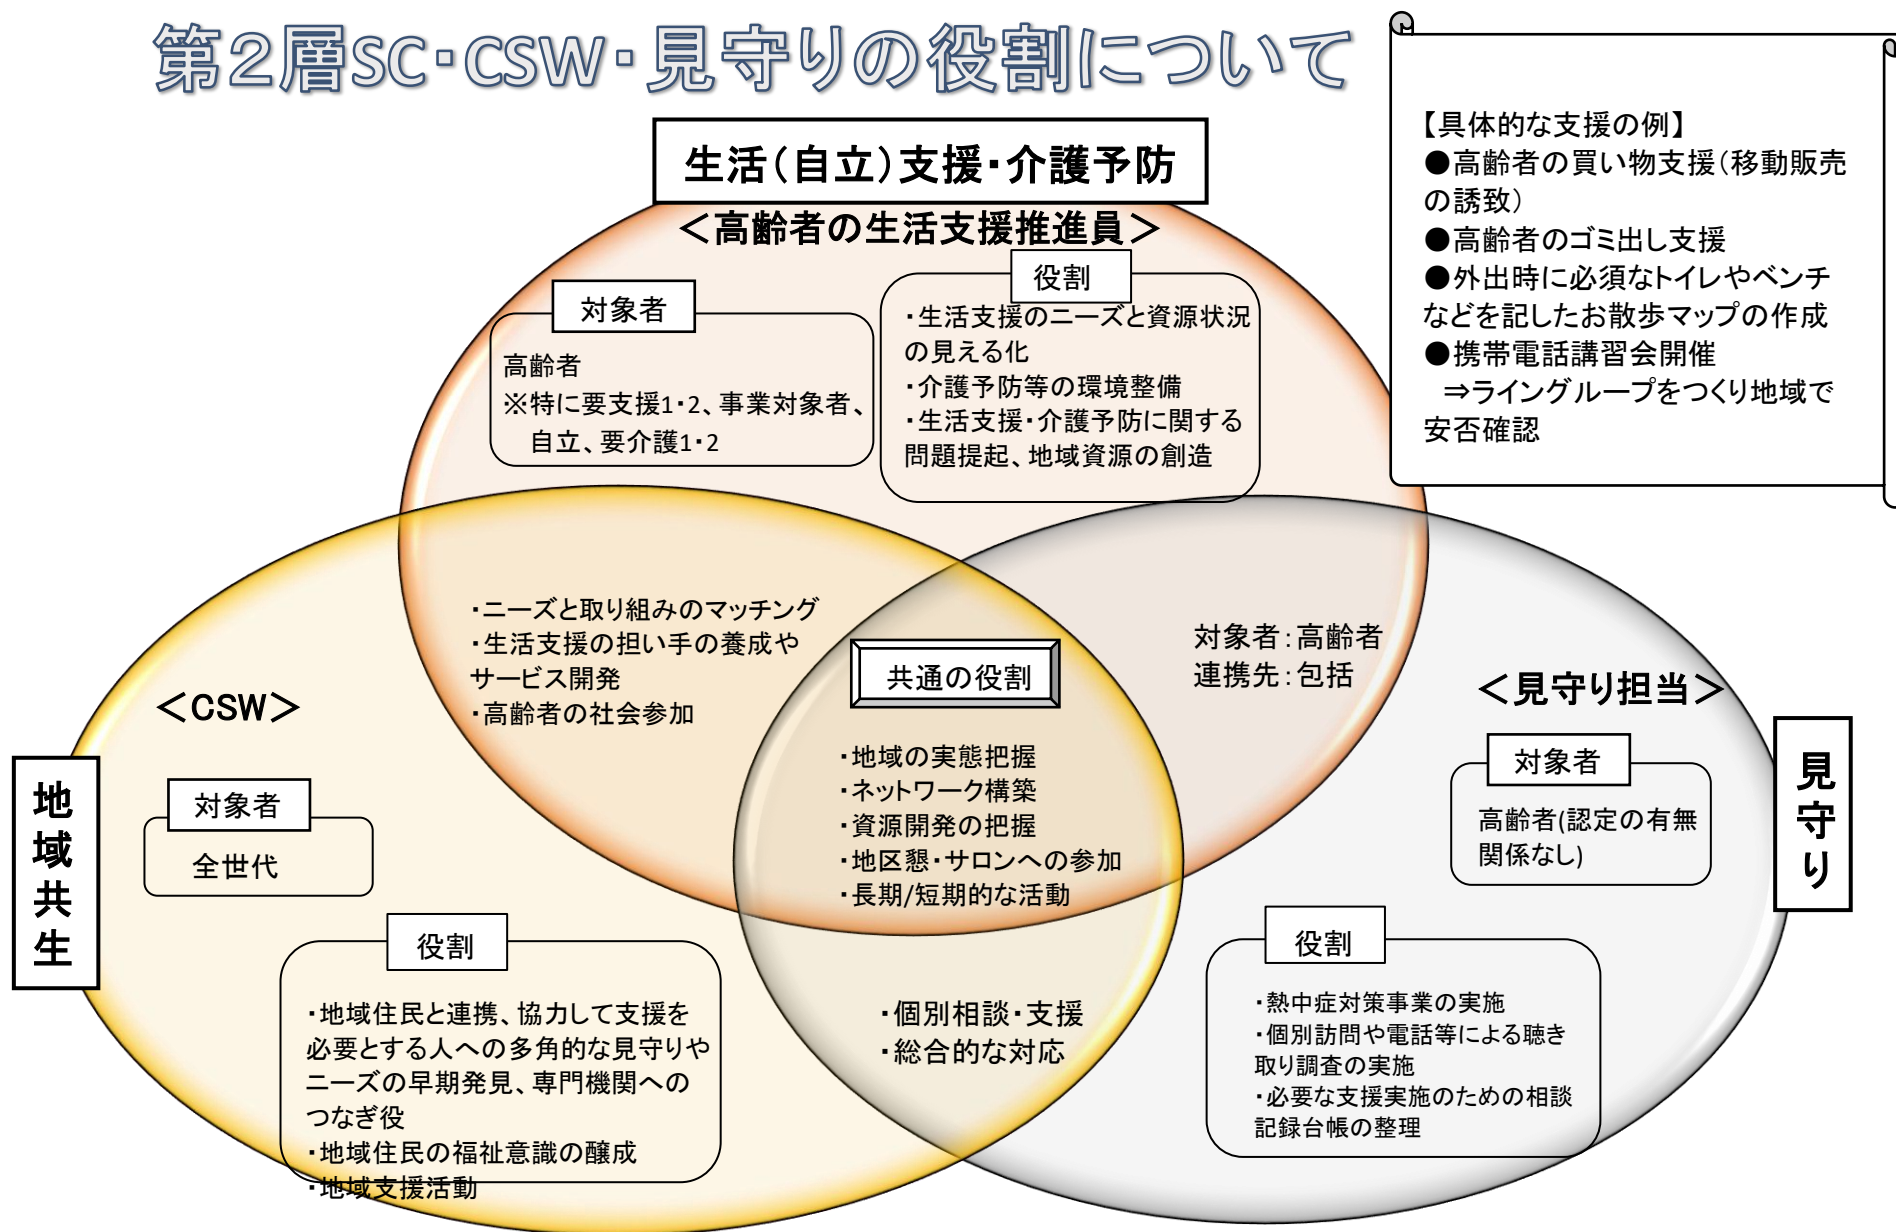 第2層SC・CSW・見守りの役割について
生活(自立)支援・介護予防
<高齢者の生活支援推進員>
対象者
高齢者
※特に要支援1・2、事業対象者、
自立、要介護1・2
役割
・生活支援のニーズと資源状況
の見える化
・介護予防等の環境整備
・生活支援・介護予防に関する
問題提起、地域資源の創造
【具体的な支援の例】
●高齢者の買い物支援(移動販売
の誘致)
●高齢者のゴミ出し支援
●外出時に必須なトイレやベンチ
などを記したお散歩マップの作成
●携帯電話講習会開催
⇒ライングループをつくり地域で
安否確認
・ニーズと取り組みのマッチング
・生活支援の担い手の養成や
サービス開発
・高齢者の社会参加
共通の役割
・地域の実態把握
・ネットワーク構築
・資源開発の把握
・地区懇・サロンへの参加
・長期/短期的な活動
対象者:高齢者
連携先:包括
<CSW>
地域共生
対象者
全世代
役割
・地域住民と連携、協力して支援を
必要とする人への多角的な見守りや
ニーズの早期発見、専門機関への
つなぎ役
・地域住民の福祉意識の醸成
・地域支援活動
・個別相談・支援
・総合的な対応
<見守り担当>
見守り
対象者
高齢者(認定の有無
関係なし)
役割
・熱中症対策事業の実施
・個別訪問や電話等による聴き
取り調査の実施
・必要な支援実施のための相談
記録台帳の整理